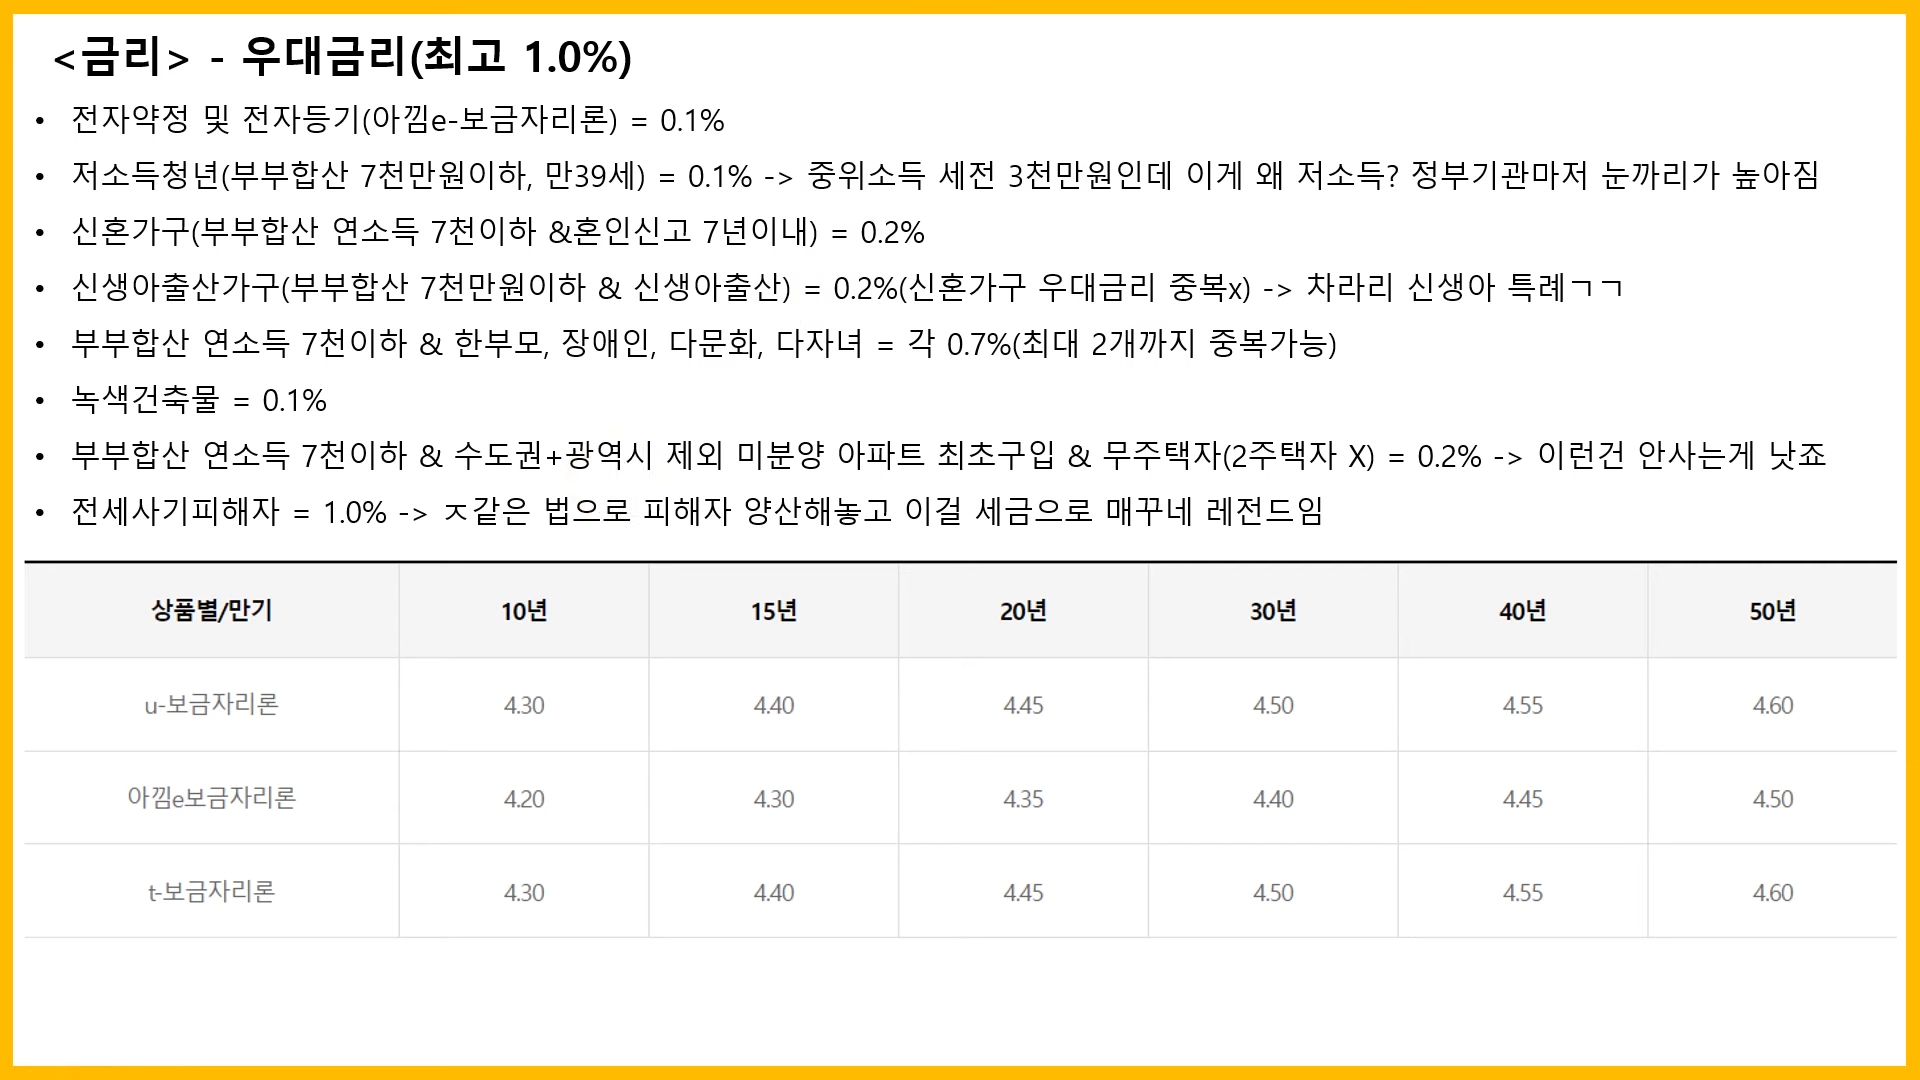 <금리> - 우대금리(최고 1.0%)
• 전자약정 및 전자등기(아낌e-보금자리론) = 0.1%
• 저소득청년(부부합산 7천만원이하, 만39세) = 0.1% -> 중위소득 세전 3천만원인데 이게 왜 저소득? 정부기관마저 눈까리가 높아짐
• 신혼가구(부부합산 연소득 7천이하 &혼인신고 7년이내) = 0.2%
• 신생아출산가구(부부합산 7천만원이하 & 신생아출산) = 0.2%(신혼가구 우대금리 중복x) -> 차라리 신생아 특례ㄱㄱ
• 부부합산 연소득 7천이하 & 한부모, 장애인, 다문화, 다자녀 = 각 0.7%(최대 2개까지 중복가능)
• 녹색건축물 = 0.1%
• 부부합산 연소득 7천이하 & 수도권+광역시 제외 미분양 아파트 최초구입 & 무주택자(2주택자 X) = 0.2% -> 이런건 안사는게 낫죠
• 전세사기피해자 = 1.0% -> ㅈ같은 법으로 피해자 양산해놓고 이걸 세금으로 매꾸네 레전드임
상품별/만기 10년 15년 20년 30년 40년 50년
u-보금자리론 4.30 4.40 4.45 4.50 4.55 4.60
아낌e보금자리론 4.20 4.30 4.35 4.40 4.45 4.50
t-보금자리론 4.30 4.40 4.45 4.50 4.55 4.60